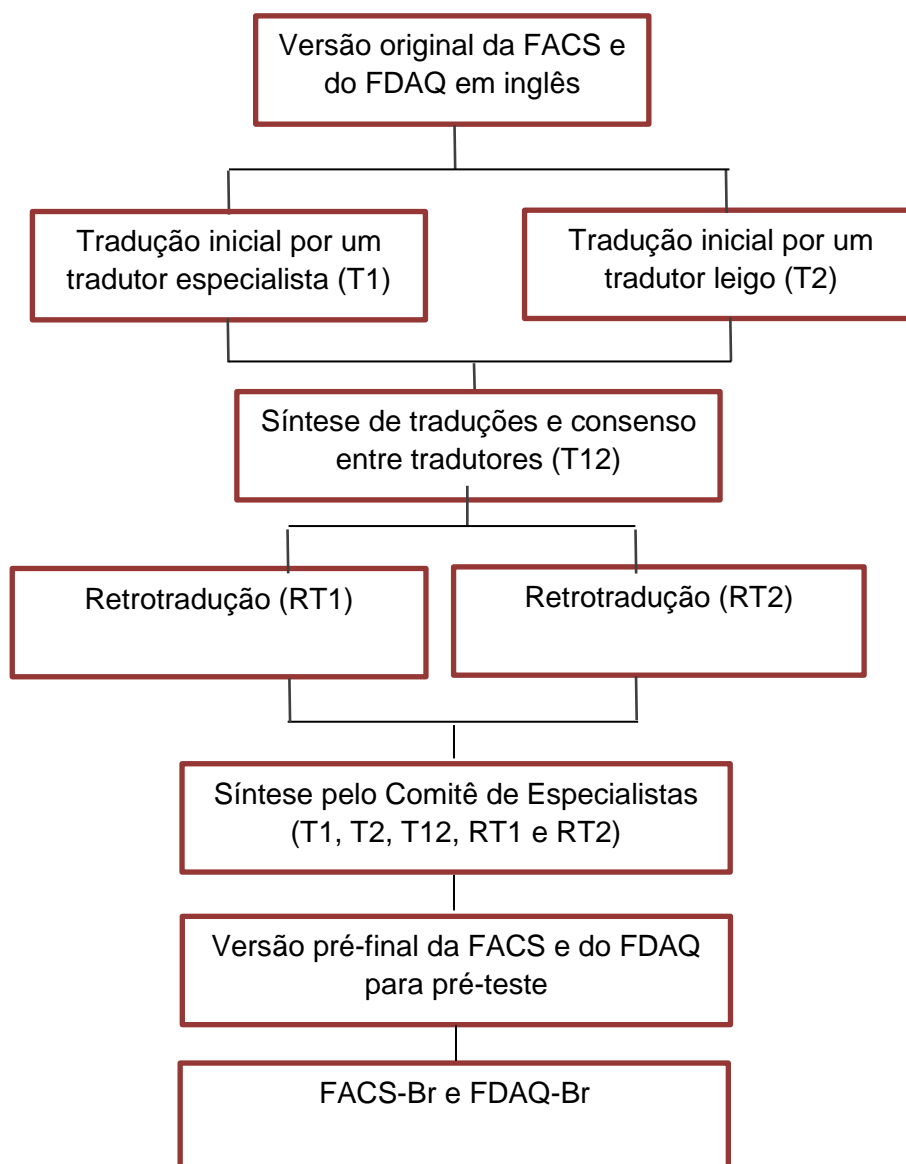 Versão original da FACS e
do FDAQ em inglês
Tradução inicial por um
tradutor especialista (T1)
Tradução inicial por um
tradutor leigo (T2)
Síntese de traduções e consenso
entre tradutores (T12)
Retrotradução (RT1)
Retrotradução (RT2)
Síntese pelo Comitê de Especialistas
(T1, T2, T12, RT1 e RT2)
Versão pré-final da FACS e do FDAQ
para pré-teste
FACS-Br e FDAQ-Br